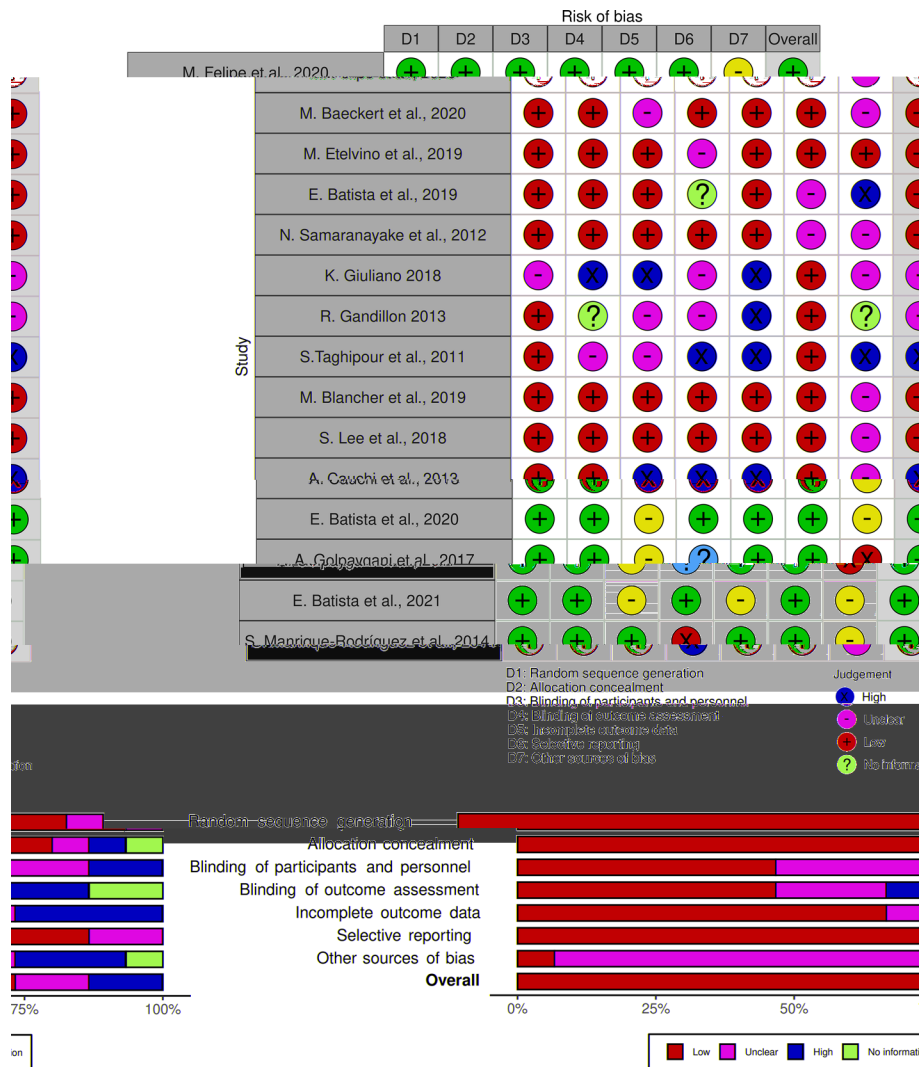 Risk of bias
D1 D2 D3 D4 D5 D6 D7 Overall
M. Felipe et al., 2020 + + + + + + - +
M. Baeckert et al., 2020 + + - + + + -
M. Etelvino et al., 2019 + + + - + + +
E. Batista et al., 2019 + + + ? + - X
N. Samaranayake et al., 2012 + + + + + - -
K. Giuliano 2018 - X X - X + -
R. Gandillon 2013 + ? - - X + ?
S.Taghipour et al., 2011 + - - X X + X
Study
M. Blancher et al., 2019 + + + + + + -
S. Lee et al., 2018 + + + + + + -
A. Cauchi et al., 2013 + + X X X + -
E. Batista et al., 2020 + + - + + + -
A. Golpaygani et al., 2017 + + - ? + + X
E. Batista et al., 2021 + + - + - + -
S. Manrique-Rodríguez et al., 2014 + + + X + + -
D1: Random sequence generation
D2: Allocation concealment
D3: Blinding of participants and personnel
D4: Blinding of outcome assessment
D5: Incomplete outcome data
D6: Selective reporting
D7: Other sources of bias
Judgement
X High
- Unclear
+ Low
? No informa
tion
Random sequence generation
Allocation concealment
Blinding of participants and personnel
Blinding of outcome assessment
Incomplete outcome data
Selective reporting
Other sources of bias
Overall
75% 100% 0% 25% 50%
tion
Low Unclear High No informati